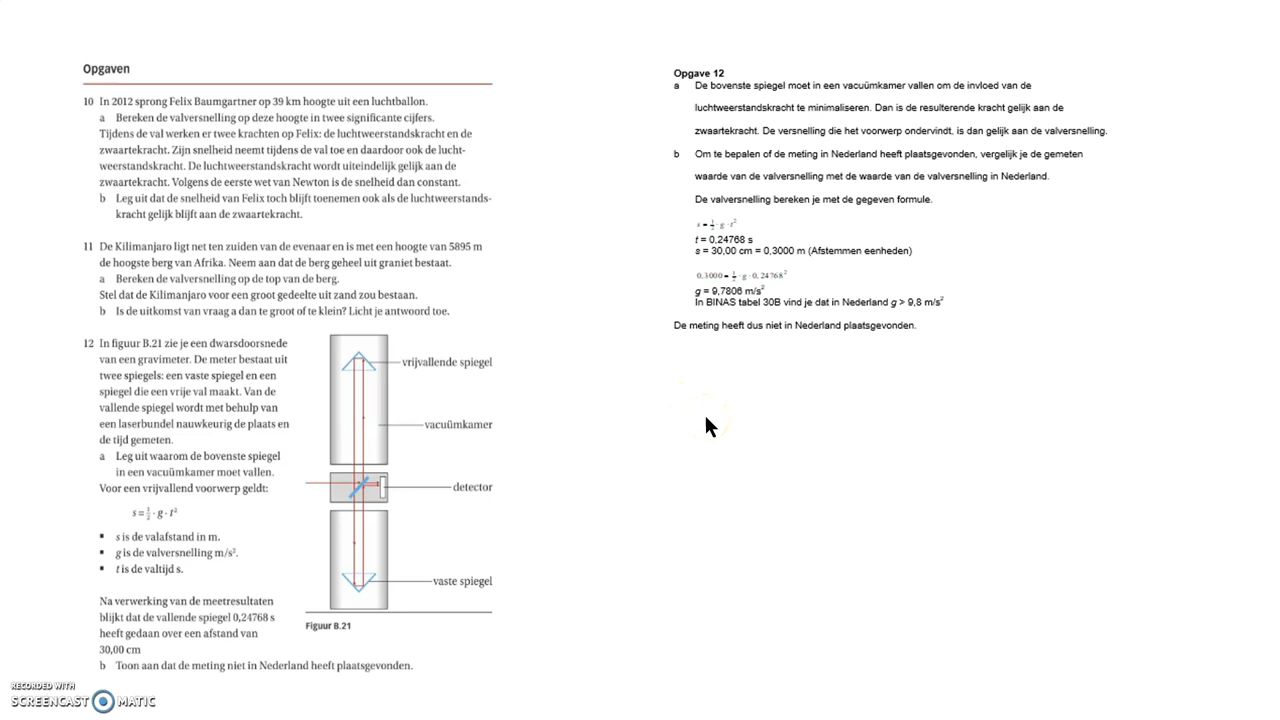 Opgaven
10 In 2012 sprong Felix Baumgartner op 39 km hoogte uit een luchtballon.
a Bereken de valversnelling op deze hoogte in twee significante cijfers.
Tijdens de val werken er twee krachten op Felix: de luchtweerstandskracht en de
zwaartekracht. Zijn snelheid neemt tijdens de val toe en daardoor ook de lucht-
weerstandskracht. De luchtweerstandskracht wordt uiteindelijk gelijk aan de
zwaartekracht. Volgens de eerste wet van Newton is de snelheid dan constant.
b Leg uit dat de snelheid van Felix toch blijft toenemen ook als de luchtweerstands-
kracht gelijk blijft aan de zwaartekracht.
11 De Kilimanjaro ligt net ten zuiden van de evenaar en is met een hoogte van 5895 m
de hoogste berg van Afrika. Neem aan dat de berg geheel uit graniet bestaat.
a Bereken de valversnelling op de top van de berg.
Stel dat de Kilimanjaro voor een groot gedeelte uit zand zou bestaan.
b Is de uitkomst van vraag a dan te groot of te klein? Licht je antwoord toe.
12 In figuur B.21 zie je een dwarsdoorsnede
van een gravimeter. De meter bestaat uit
twee spiegels: een vaste spiegel en een
spiegel die een vrije val maakt. Van de
vallende spiegel wordt met behulp van
een laserbundel nauwkeurig de plaats en
de tijd gemeten.
a Leg uit waarom de bovenste spiegel
in een vacuümkamer moet vallen.
Voor een vrijvallend voorwerp geldt:
s = ½ · g · t²
▪ s is de valafstand in m.
▪ g is de valversnelling m/s².
▪ t is de valtijd s.
Na verwerking van de meetresultaten
blijkt dat de vallende spiegel 0,24768 s
heeft gedaan over een afstand van
30,00 cm
b Toon aan dat de meting niet in Nederland heeft plaatsgevonden.
vrijvallende spiegel
vacuümkamer
detector
vaste spiegel
Figuur B.21
Opgave 12
a De bovenste spiegel moet in een vacuümkamer vallen om de invloed van de
luchtweerstandskracht te minimaliseren. Dan is de resulterende kracht gelijk aan de
zwaartekracht. De versnelling die het voorwerp ondervindt, is dan gelijk aan de valversnelling.
b Om te bepalen of de meting in Nederland heeft plaatsgevonden, vergelijk je de gemeten
waarde van de valversnelling met de waarde van de valversnelling in Nederland.
De valversnelling bereken je met de gegeven formule.
s = ½ · g · t²
t = 0,24768 s
s = 30,00 cm = 0,3000 m (Afstemmen eenheden)
0,3000 = ½ · g · 0,24768²
g = 9,7806 m/s²
In BINAS tabel 30B vind je dat in Nederland g > 9,8 m/s²
De meting heeft dus niet in Nederland plaatsgevonden.
RECORDED WITH
SCREENCAST MATIC